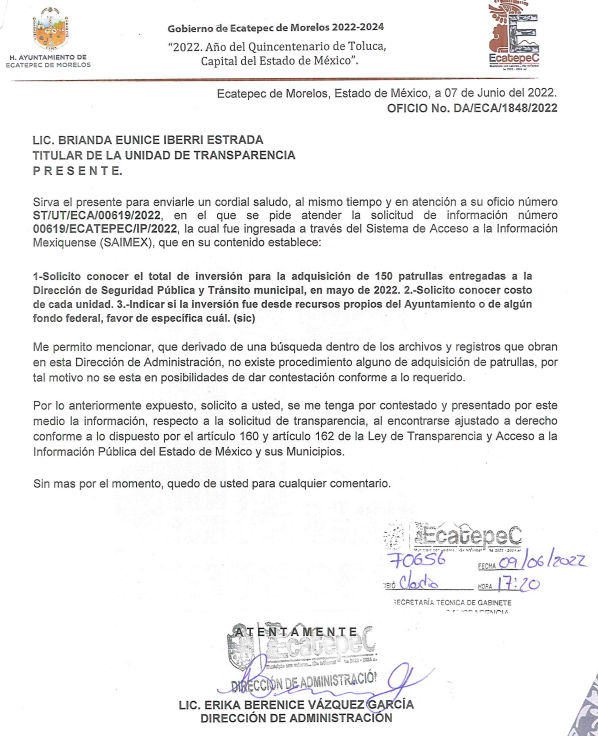 Gobierno de Ecatepec de Morelos 2022-2024
"2022. Año del Quincentenario de Toluca,
Capital del Estado de México".
H. AYUNTAMIENTO DE
ECATEPEC DE MORELOS
EcatepeC
Ecatepec de Morelos, Estado de México, a 07 de Junio del 2022.
OFICIO No. DA/ECA/1848/2022
LIC. BRIANDA EUNICE IBERRI ESTRADA
TITULAR DE LA UNIDAD DE TRANSPARENCIA
P R E S E N T E.
Sirva el presente para enviarle un cordial saludo, al mismo tiempo y en atención a su oficio número
ST/UT/ECA/00619/2022, en el que se pide atender la solicitud de información número
00619/ECATEPEC/IP/2022, la cual fue ingresada a través del Sistema de Acceso a la Información
Mexiquense (SAIMEX), que en su contenido establece:
1-Solicito conocer el total de inversión para la adquisición de 150 patrullas entregadas a la
Dirección de Seguridad Pública y Tránsito municipal, en mayo de 2022. 2.-Solicito conocer costo
de cada unidad. 3.-Indicar si la inversión fue desde recursos propios del Ayuntamiento o de algún
fondo federal, favor de específica cuál. (sic)
Me permito mencionar, que derivado de una búsqueda dentro de los archivos y registros que obran
en esta Dirección de Administración, no existe procedimiento alguno de adquisición de patrullas, por
tal motivo no se esta en posibilidades de dar contestación conforme a lo requerido.
Por lo anteriormente expuesto, solicito a usted, se me tenga por contestado y presentado por este
medio la información, respecto a la solicitud de transparencia, al encontrarse ajustado a derecho
conforme a lo dispuesto por el artículo 160 y artículo 162 de la Ley de Transparencia y Acceso a la
Información Pública del Estado de México y sus Municipios.
Sin mas por el momento, quedo de usted para cualquier comentario.
EcatepeC
70656 FECHA 09/06/2022
HORA 17:20
SECRETARÍA TÉCNICA DE GABINETE
A T E N T A M E N T E
EcatepeC
DIRECCIÓN DE ADMINISTRACIÓ
LIC. ERIKA BERENICE VÁZQUEZ GARCÍA
DIRECCIÓN DE ADMINISTRACIÓN